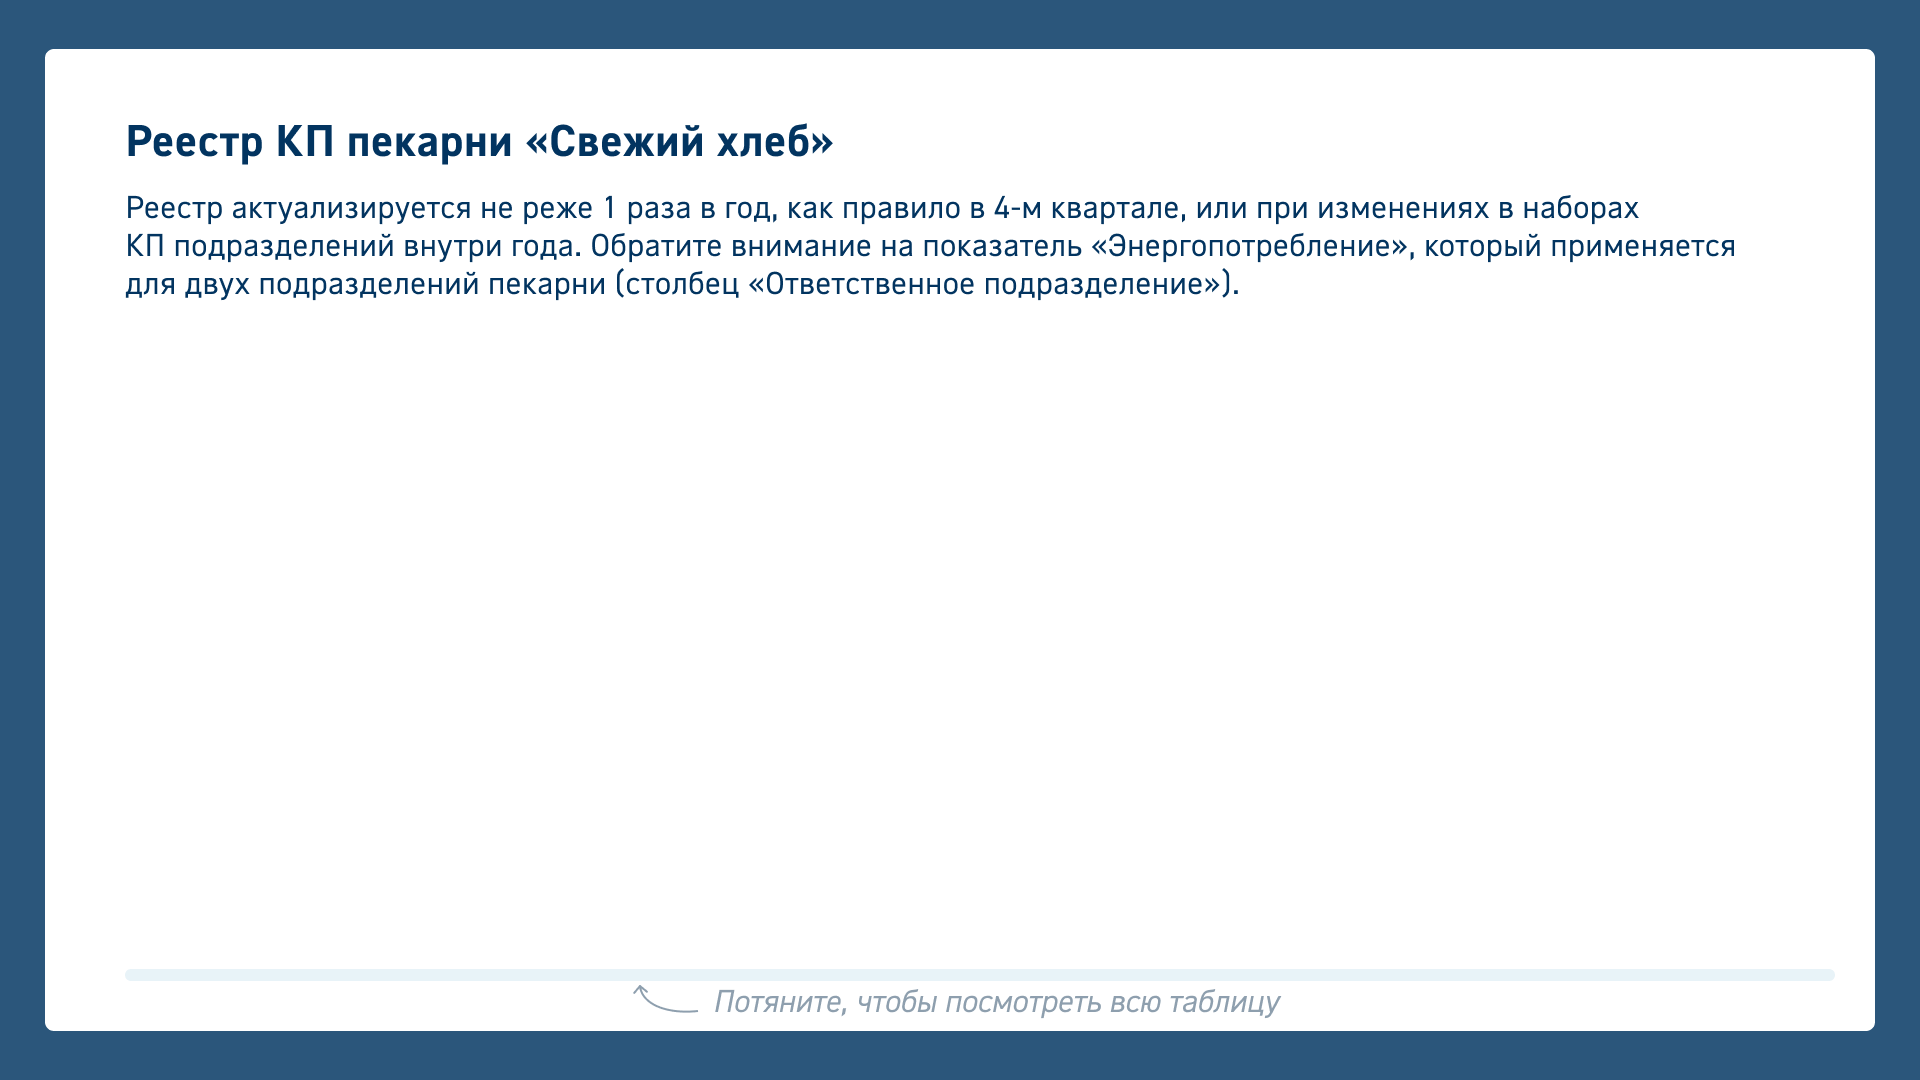 Реестр КП пекарни «Свежий хлеб»
Реестр актуализируется не реже 1 раза в год, как правило в 4-м квартале, или при изменениях в наборах
КП подразделений внутри года. Обратите внимание на показатель «Энергопотребление», который применяется
для двух подразделений пекарни (столбец «Ответственное подразделение»).
Потяните, чтобы посмотреть всю таблицу